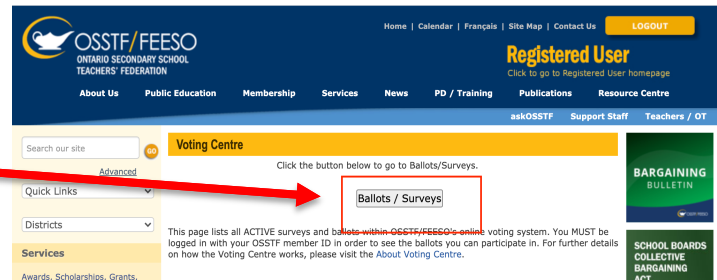 Home | Calendar | Français | Site Map | Contact Us
LOGOUT
OSSTF/FEESO
ONTARIO SECONDARY SCHOOL
TEACHERS' FEDERATION
Registered User
Click to go to Registered User homepage
About Us Public Education Membership Services News PD / Training Publications Resource Centre
askOSSTF Support Staff Teachers / OT
Search our site
GO
Advanced
Quick Links
Districts
Services
Awards, Scholarships, Grants,
Voting Centre
Click the button below to go to Ballots/Surveys.
Ballots / Surveys
This page lists all ACTIVE surveys and ballots within OSSTF/FEESO's online voting system. You MUST be
logged in with your OSSTF member ID in order to see the ballots you can participate in. For further details
on how the Voting Centre works, please visit the About Voting Centre.
BARGAINING
BULLETIN
SCHOOL BOARDS
COLLECTIVE
BARGAINING
ACT